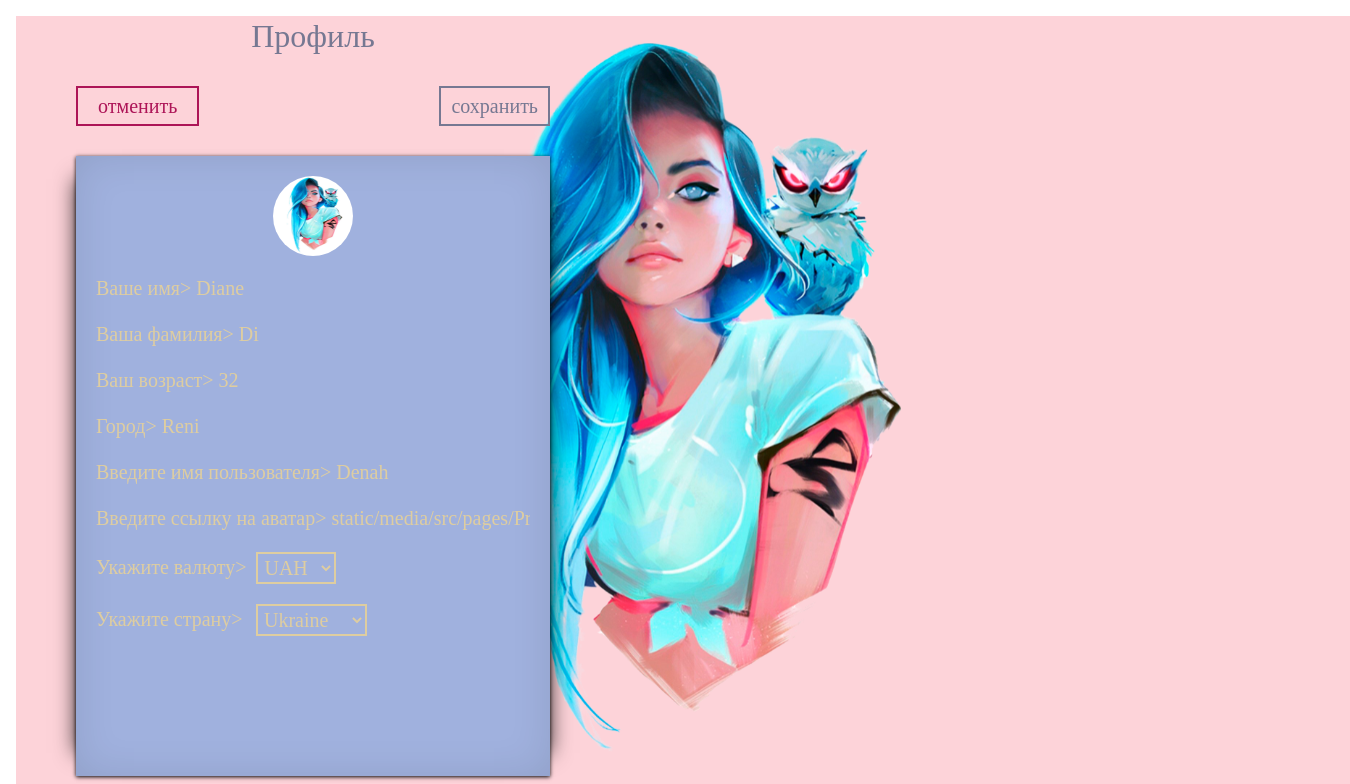 Профиль
отменить
сохранить
Ваше имя> Diane
Ваша фамилия> Di
Ваш возраст> 32
Город> Reni
Введите имя пользователя> Denah
Введите ссылку на аватар> static/media/src/pages/Pr
Укажите валюту> UAH
Укажите страну> Ukraine